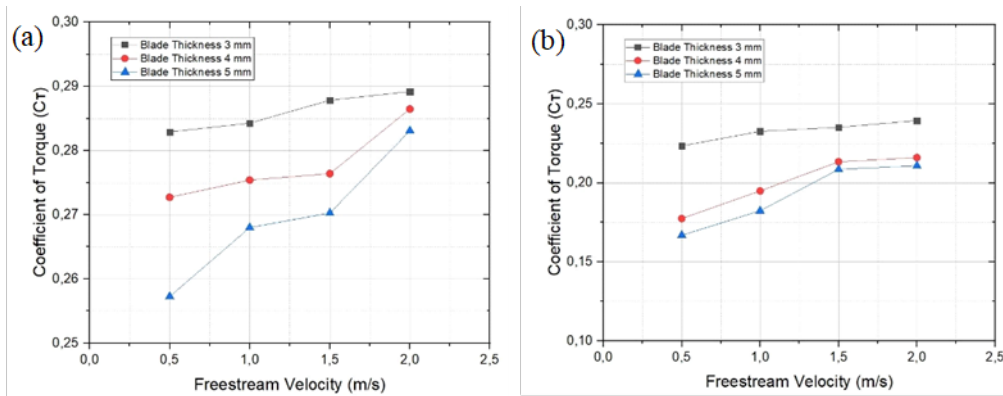 (a)
Coefficient of Torque (Cτ)
0,30
0,29
0,28
0,27
0,26
0,25
Blade Thickness 3 mm
Blade Thickness 4 mm
Blade Thickness 5 mm
0,0 0,5 1,0 1,5 2,0 2,5
Freestream Velocity (m/s)
(b)
Coefficient of Torque (Cτ)
0,30
0,25
0,20
0,15
0,10
Blade Thickness 3 mm
Blade Thickness 4 mm
Blade Thickness 5 mm
0,0 0,5 1,0 1,5 2,0 2,5
Freestream Velocity (m/s)